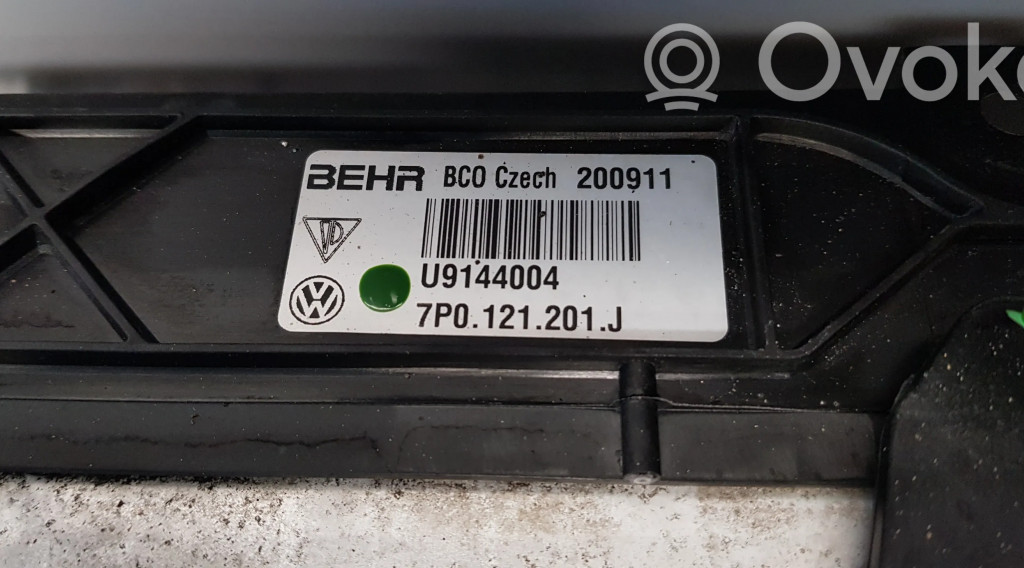 Ovoko
BEHR BCO Czech 200911
U9144004
7P0.121.201.J